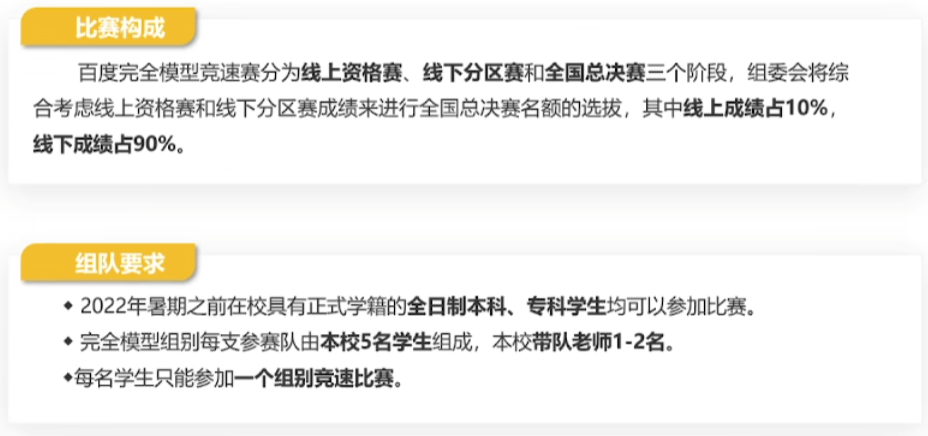 比赛构成
百度完全模型竞速赛分为线上资格赛、线下分区赛和全国总决赛三个阶段，组委会将综
合考虑线上资格赛和线下分区赛成绩来进行全国总决赛名额的选拔，其中线上成绩占10%，
线下成绩占90%。
组队要求
◆ 2022年暑期之前在校具有正式学籍的全日制本科、专科学生均可以参加比赛。
◆ 完全模型组别每支参赛队由本校5名学生组成，本校带队老师1-2名。
◆每名学生只能参加一个组别竞速比赛。